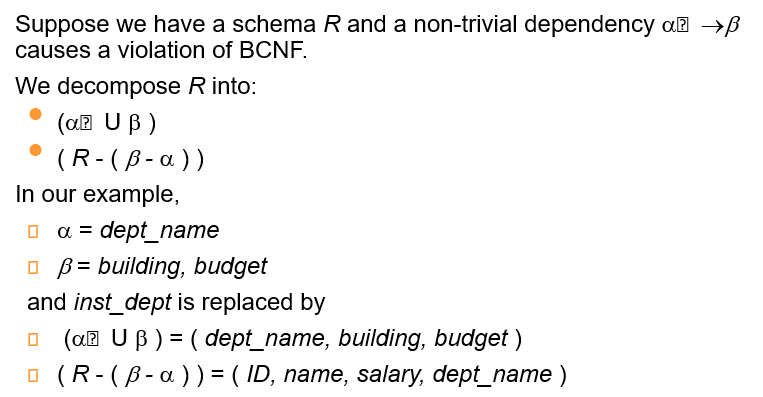 Suppose we have a schema R and a non-trivial dependency α⍰ →β
causes a violation of BCNF.
We decompose R into:
(α⍰ U β )
( R - ( β - α ) )
In our example,
α = dept_name
β = building, budget
and inst_dept is replaced by
(α⍰ U β ) = ( dept_name, building, budget )
( R - ( β - α ) ) = ( ID, name, salary, dept_name )